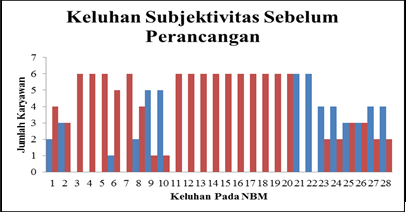 Keluhan Subjektivitas Sebelum
Perancangan
Jumlah Karyawan
7
6
5
4
3
2
1
0
1 2 3 4 5 6 7 8 9 10 11 12 13 14 15 16 17 18 19 20 21 22 23 24 25 26 27 28
Keluhan Pada NBM